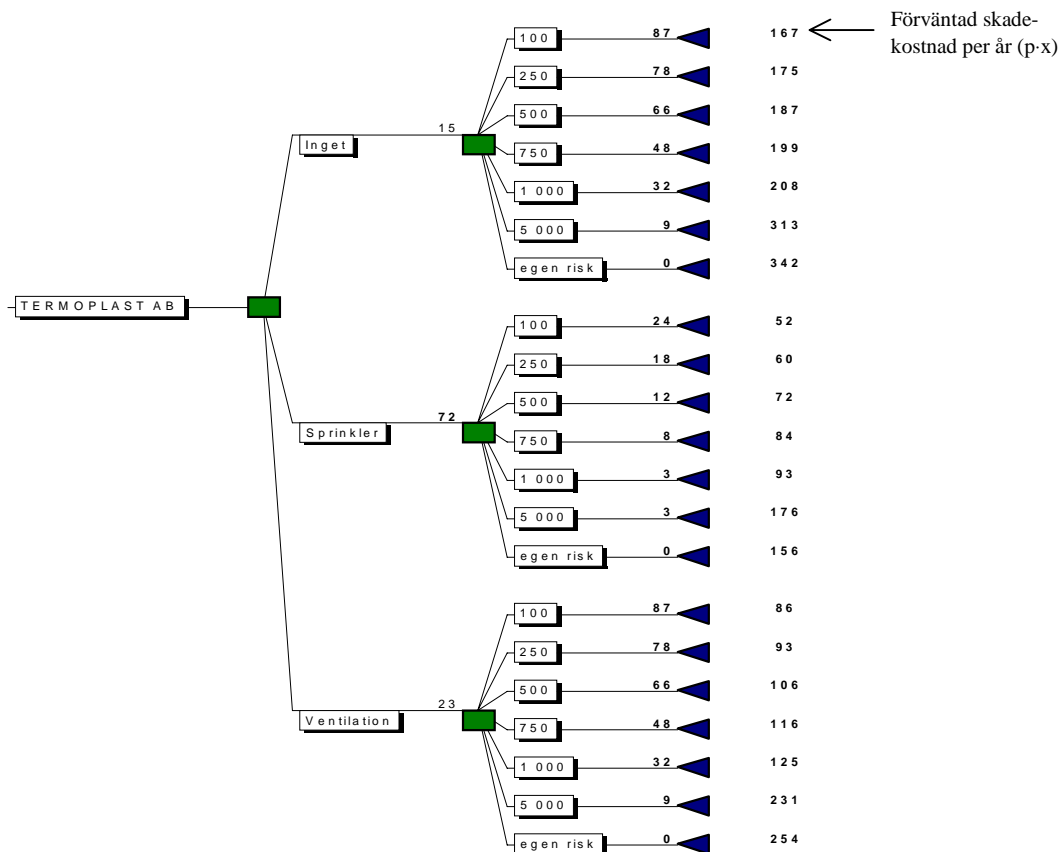 Förväntad skade-
kostnad per år (p·x)
100 87 167
250 78 175
500 66 187
15
Inget
750 48 199
1 000 32 208
5 000 9 313
egen risk 0 342
TERMOPLAST AB
100 24 52
250 18 60
500 12 72
72
Sprinkler
750 8 84
1 000 3 93
5 000 3 176
egen risk 0 156
100 87 86
250 78 93
500 66 106
23
Ventilation
750 48 116
1 000 32 125
5 000 9 231
egen risk 0 254